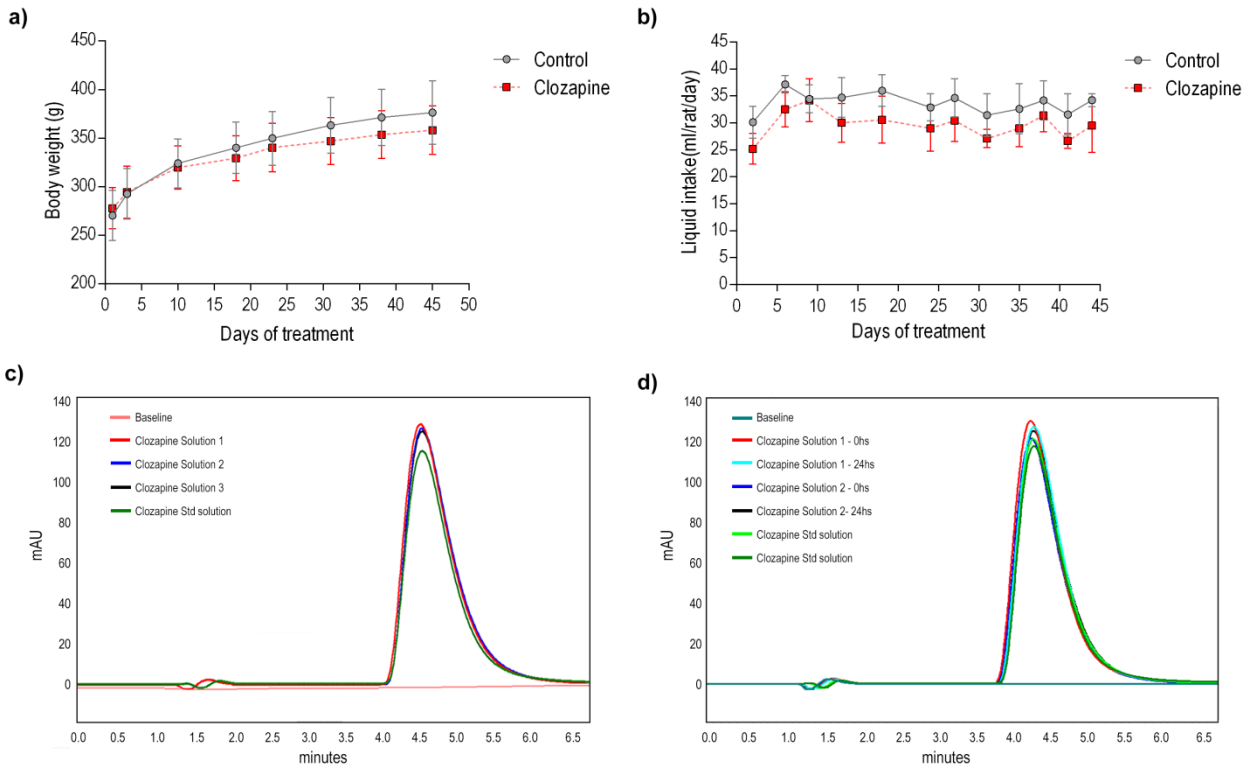 a)
450
400
350
300
250
200
Body weight (g)
0 5 10 15 20 25 30 35 40 45 50
Days of treatment
Control
Clozapine
b)
45
40
35
30
25
20
15
10
5
0
Liquid intake(ml/rat/day)
0 5 10 15 20 25 30 35 40 45
Days of treatment
Control
Clozapine
c)
140
120
100
80
60
40
20
0
mAU
Baseline
Clozapine Solution 1
Clozapine Solution 2
Clozapine Solution 3
Clozapine Std solution
0.0 0.5 1.0 1.5 2.0 2.5 3.0 3.5 4.0 4.5 5.0 5.5 6.0 6.5
minutes
d)
140
120
100
80
60
40
20
0
mAU
Baseline
Clozapine Solution 1 - 0hs
Clozapine Solution 1 - 24hs
Clozapine Solution 2 - 0hs
Clozapine Solution 2- 24hs
Clozapine Std solution
Clozapine Std solution
0.0 0.5 1.0 1.5 2.0 2.5 3.0 3.5 4.0 4.5 5.0 5.5 6.0 6.5
minutes